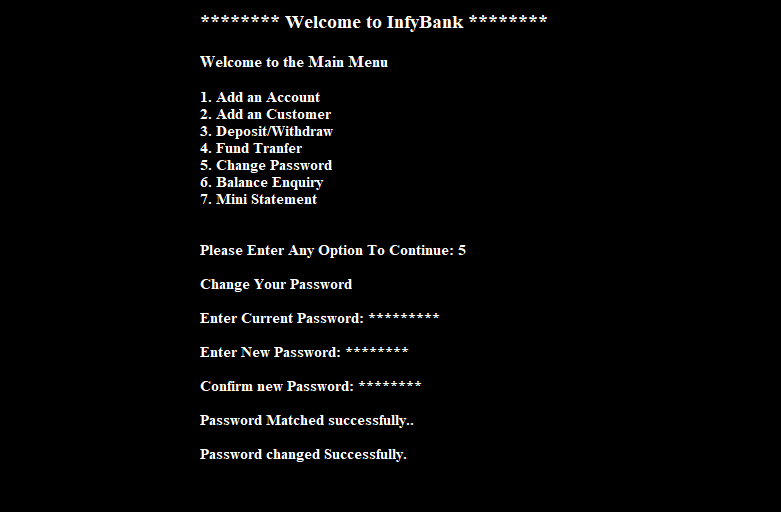 ******** Welcome to InfyBank ********
Welcome to the Main Menu
1. Add an Account
2. Add an Customer
3. Deposit/Withdraw
4. Fund Tranfer
5. Change Password
6. Balance Enquiry
7. Mini Statement
Please Enter Any Option To Continue: 5
Change Your Password
Enter Current Password: *********
Enter New Password: ********
Confirm new Password: ********
Password Matched successfully..
Password changed Successfully.